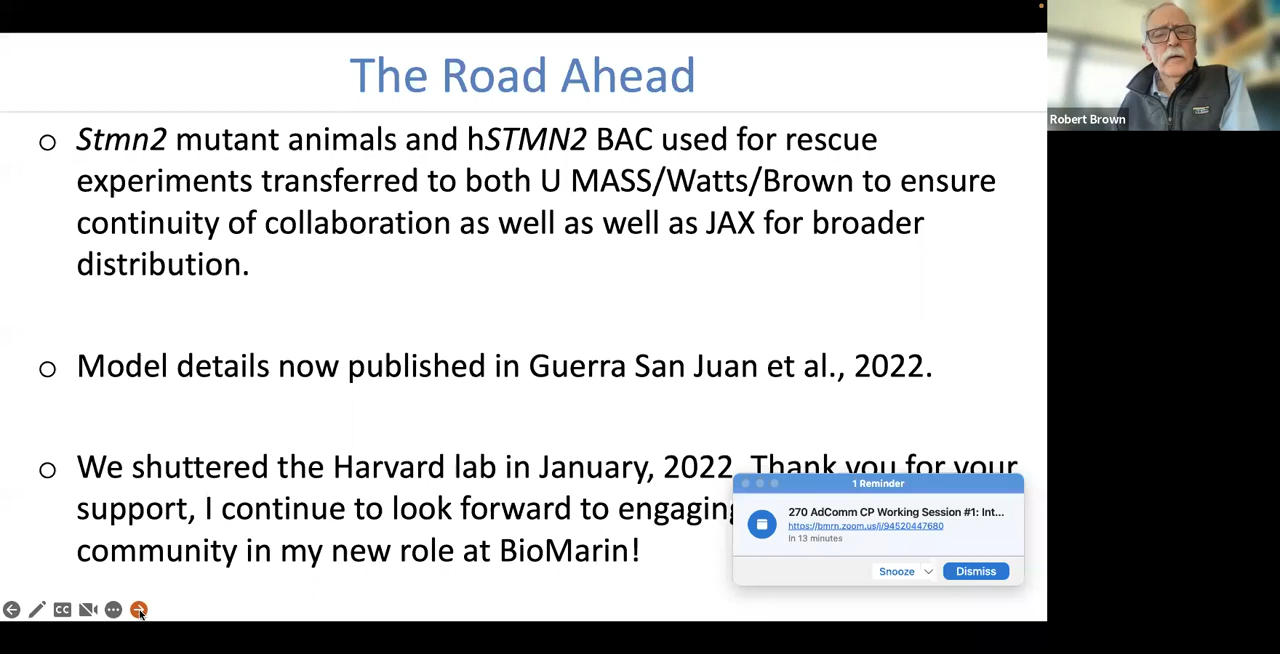 The Road Ahead
Robert Brown
○ Stmn2 mutant animals and hSTMN2 BAC used for rescue
experiments transferred to both U MASS/Watts/Brown to ensure
continuity of collaboration as well as well as JAX for broader
distribution.
○ Model details now published in Guerra San Juan et al., 2022.
○ We shuttered the Harvard lab in January, 2022. Thank you for your
support, I continue to look forward to engaging
community in my new role at BioMarin!
1 Reminder
270 AdComm CP Working Session #1: Int...
https://bmrn.zoom.us/j/94520447680
In 13 minutes
Snooze
Dismiss
CC